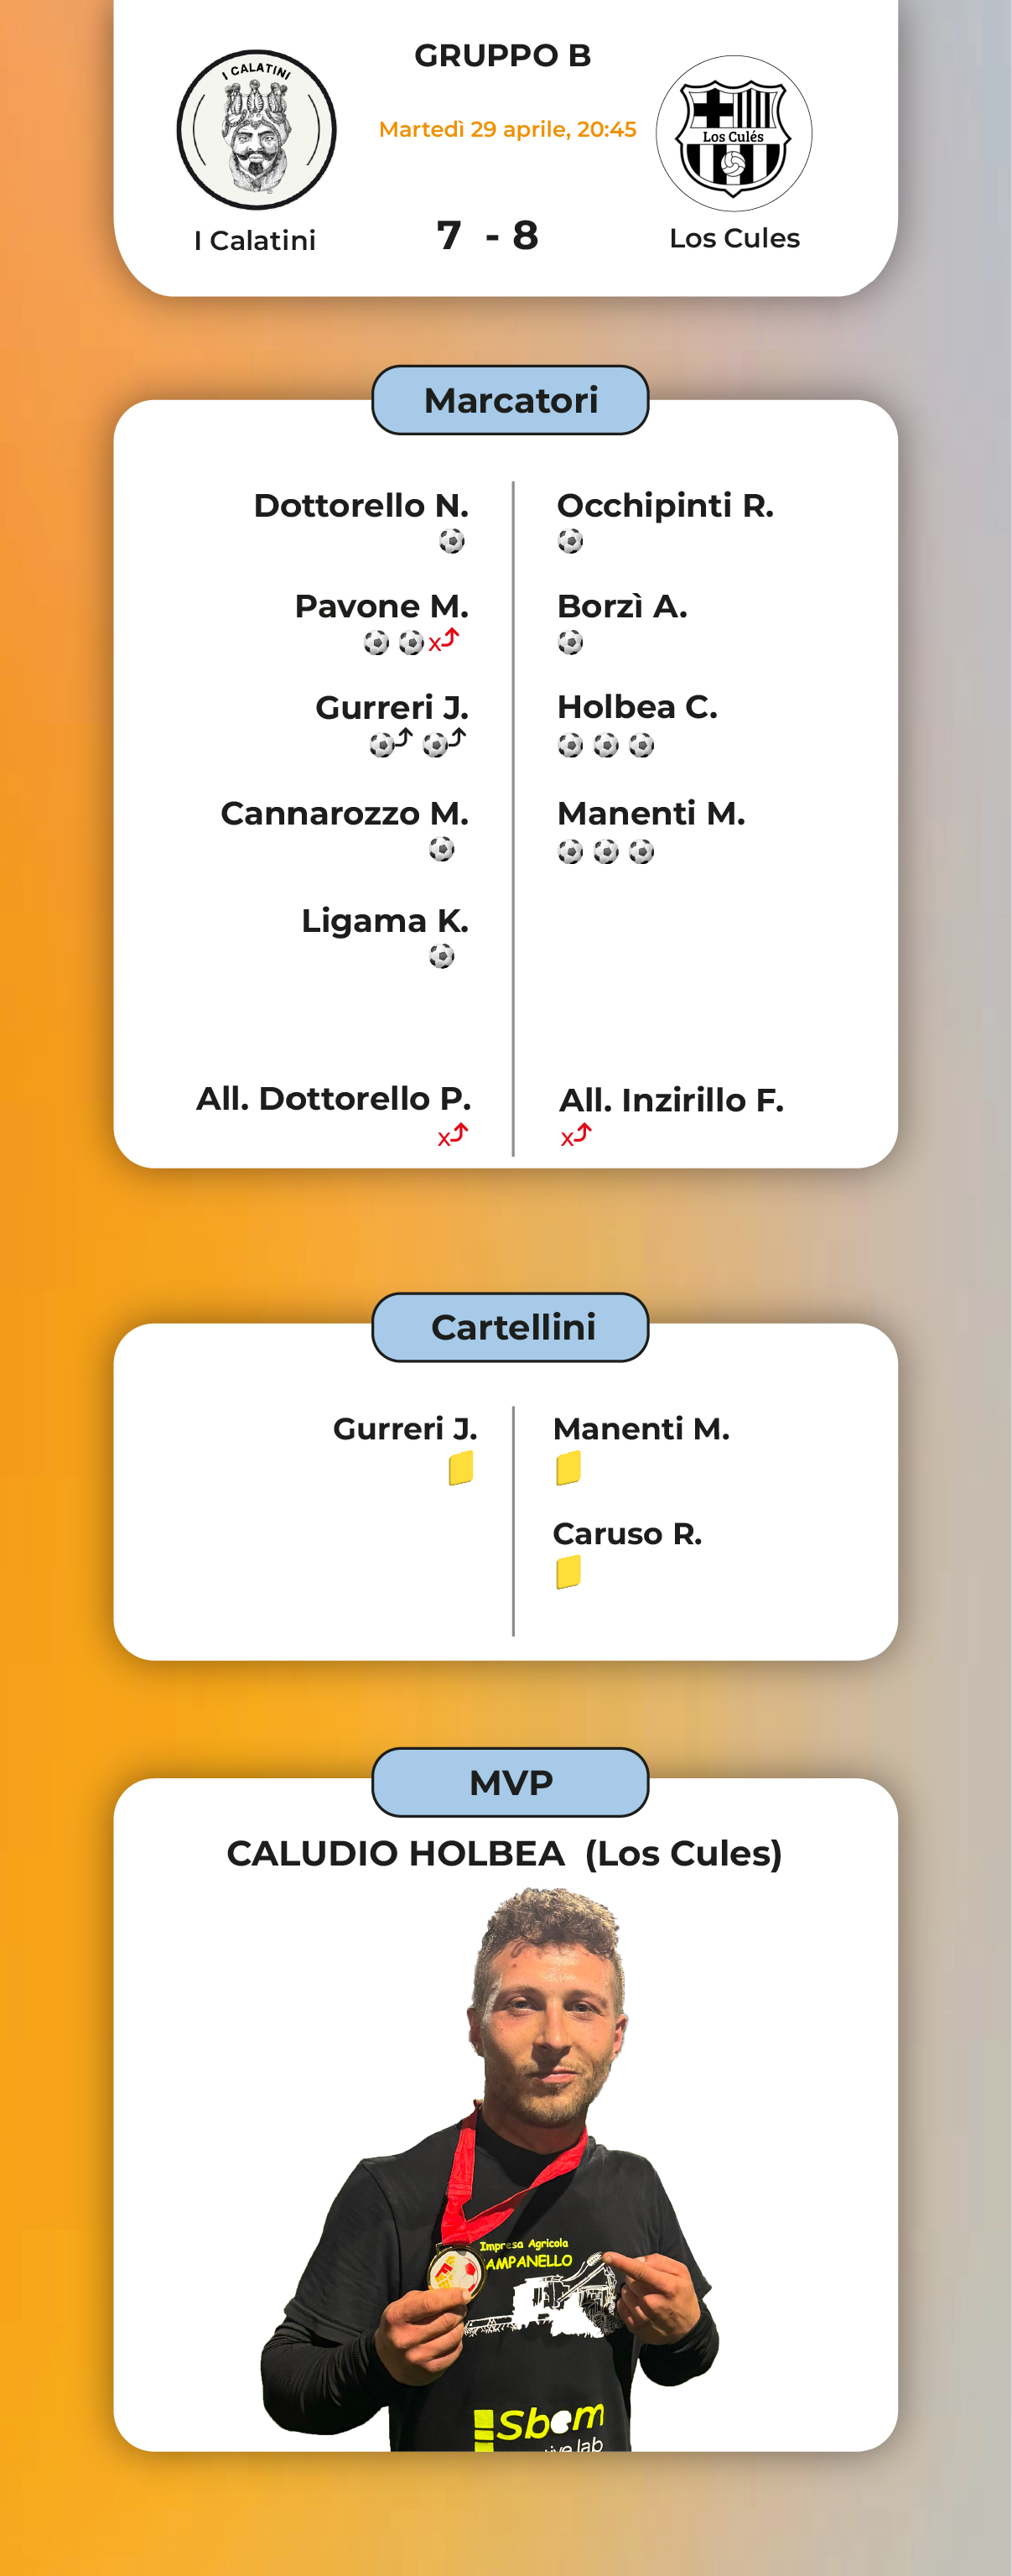 GRUPPO B
I CALATINI
Martedì 29 aprile, 20:45
Los Culés
I Calatini
7 - 8
Los Cules
Marcatori
Dottorello N.
Occhipinti R.
Pavone M.
x
Borzì A.
Gurreri J.
Holbea C.
Cannarozzo M.
Manenti M.
Ligama K.
All. Dottorello P.
x
All. Inzirillo F.
x
Cartellini
Gurreri J.
Manenti M.
Caruso R.
MVP
CALUDIO HOLBEA (Los Cules)
Impresa Agricola
AMPANELLO
Sbem
ive lab